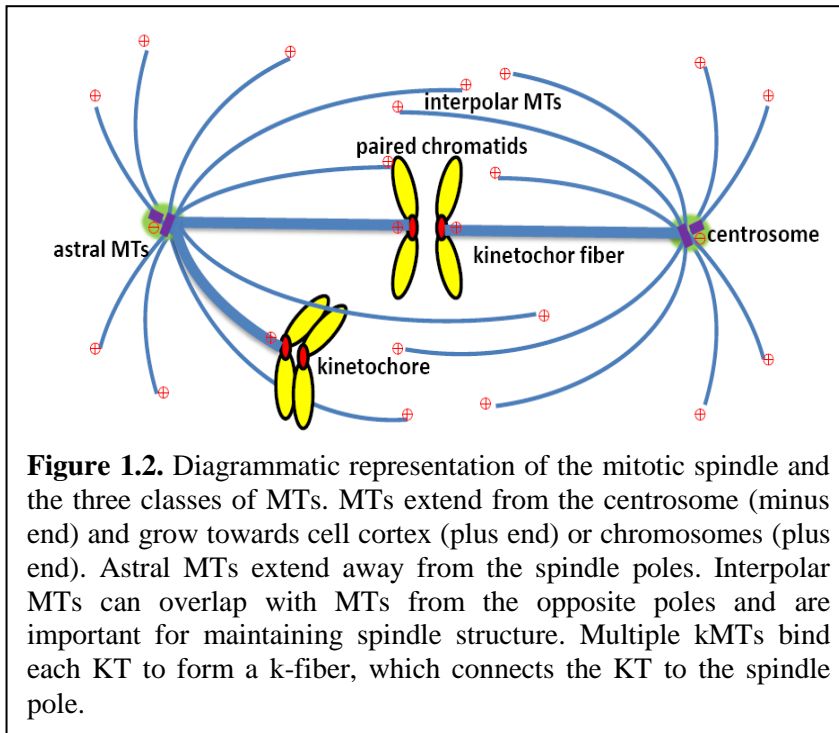 interpolar MTs
paired chromatids
astral MTs
centrosome
kinetochor fiber
kinetochore
Figure 1.2. Diagrammatic representation of the mitotic spindle and
the three classes of MTs. MTs extend from the centrosome (minus
end) and grow towards cell cortex (plus end) or chromosomes (plus
end). Astral MTs extend away from the spindle poles. Interpolar
MTs can overlap with MTs from the opposite poles and are
important for maintaining spindle structure. Multiple kMTs bind
each KT to form a k-fiber, which connects the KT to the spindle
pole.